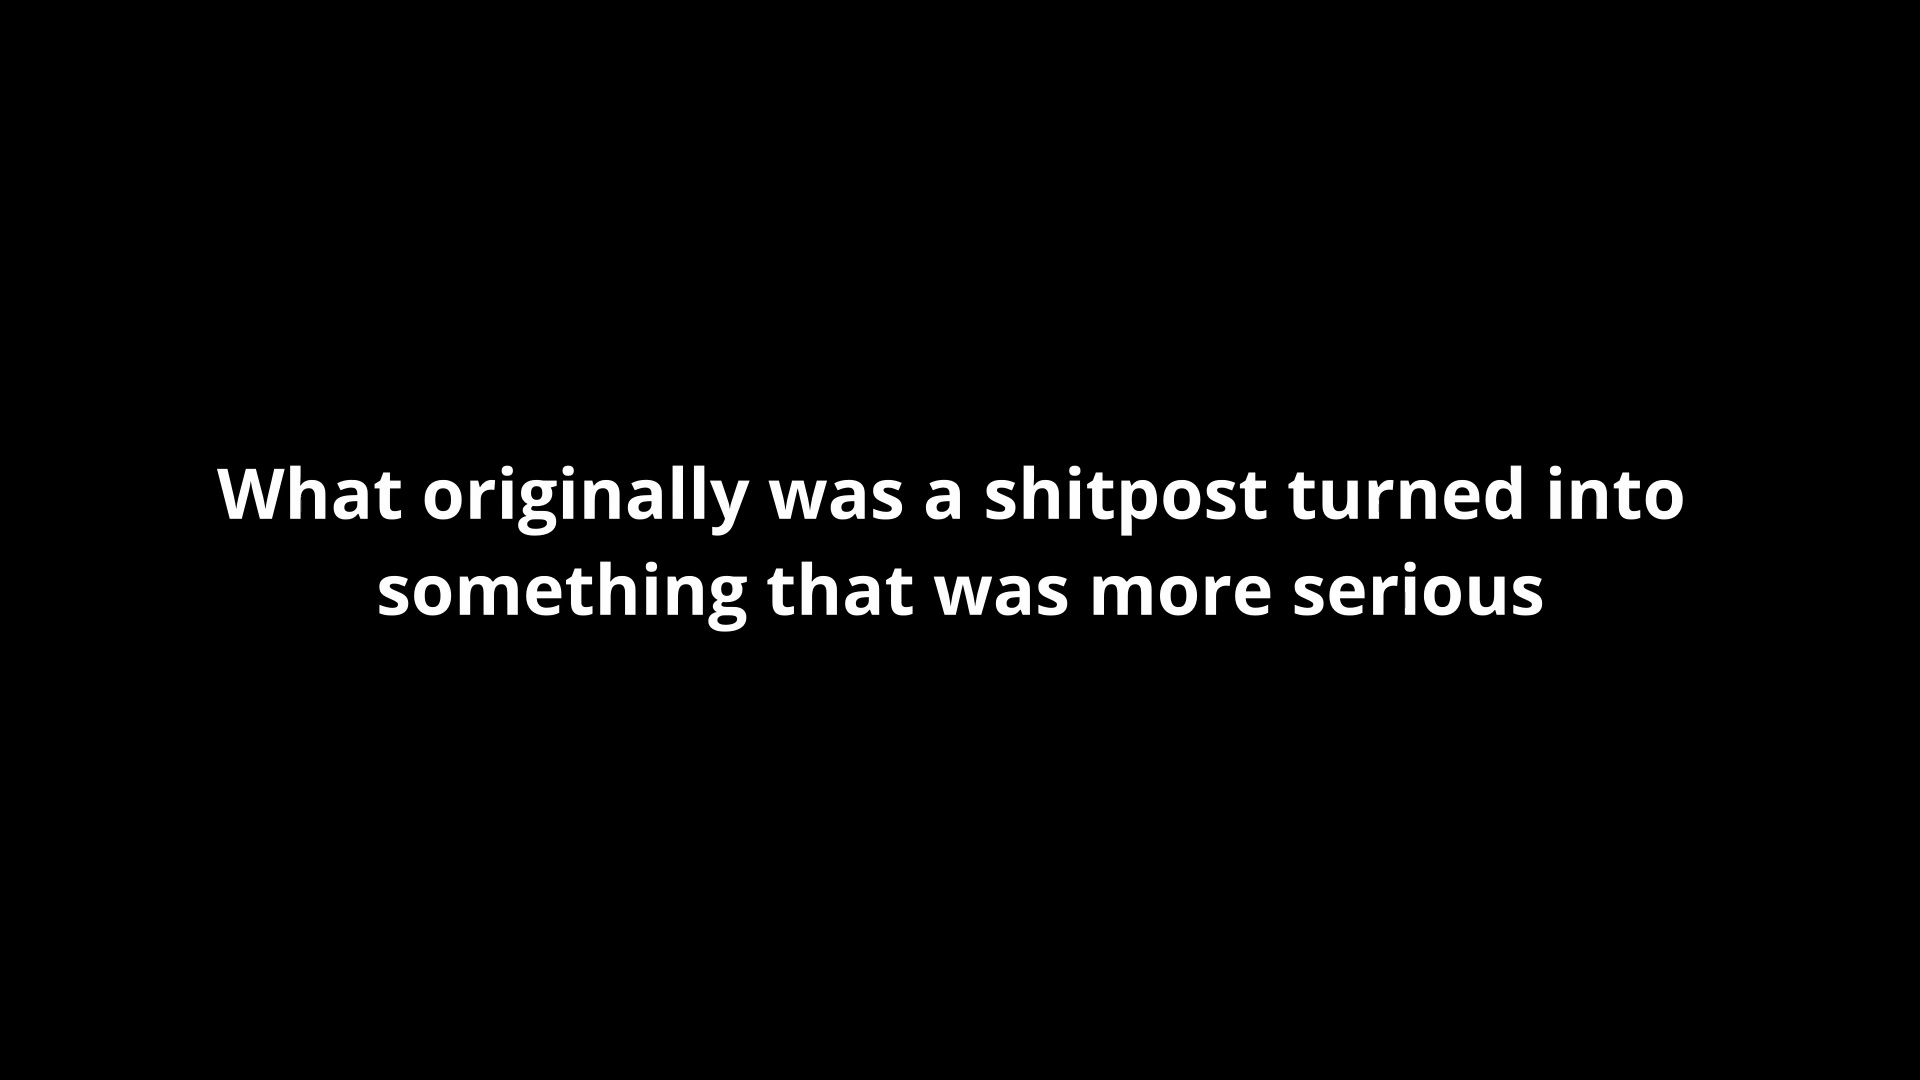 What originally was a shitpost turned into
something that was more serious